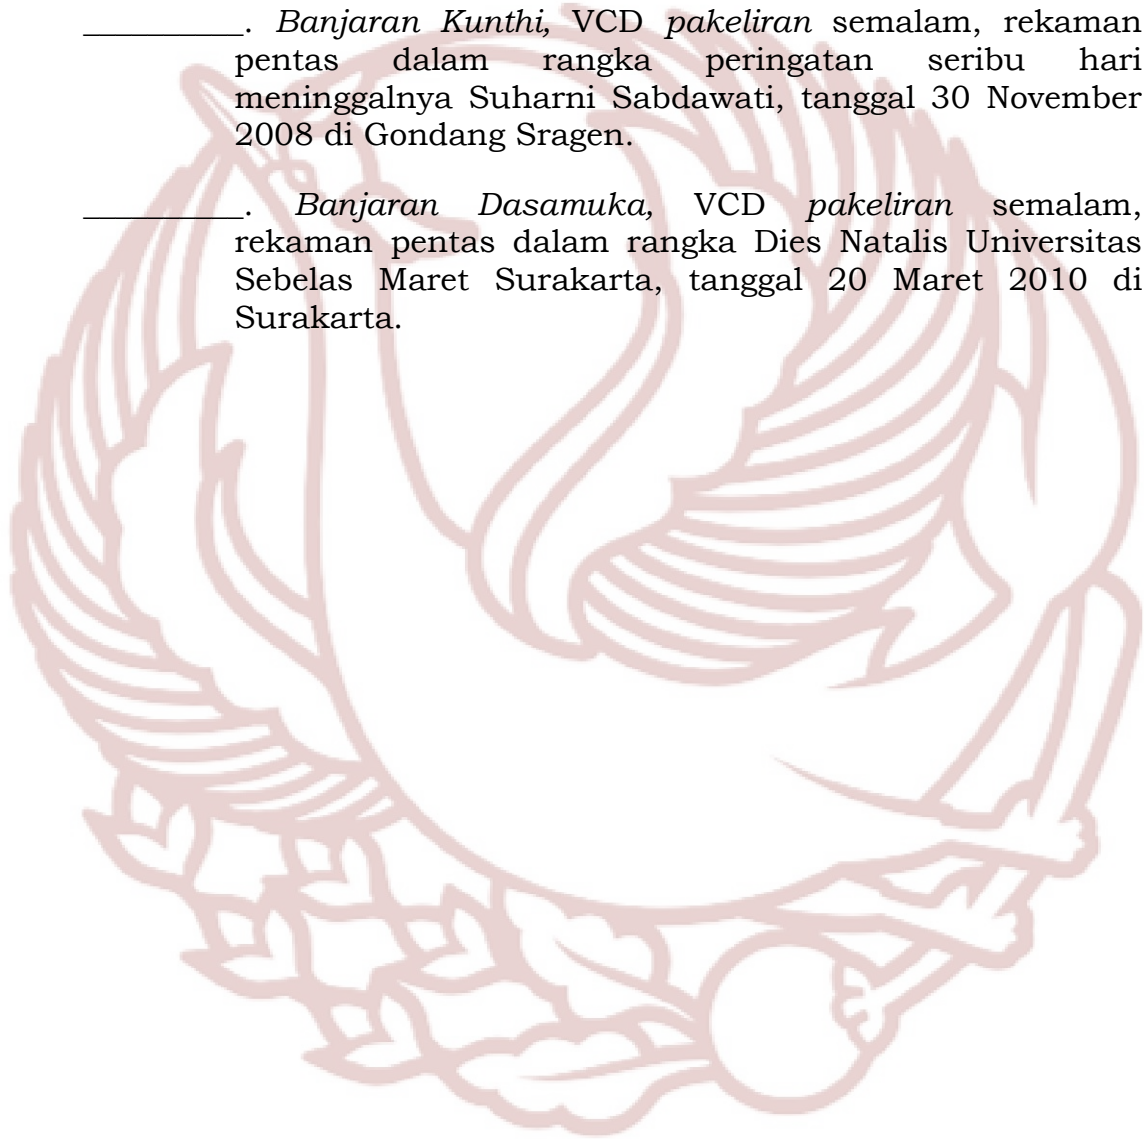 __________. Banjaran Kunthi, VCD pakeliran semalam, rekaman
pentas dalam rangka peringatan seribu hari
meninggalnya Suharni Sabdawati, tanggal 30 November
2008 di Gondang Sragen.
__________. Banjaran Dasamuka, VCD pakeliran semalam,
rekaman pentas dalam rangka Dies Natalis Universitas
Sebelas Maret Surakarta, tanggal 20 Maret 2010 di
Surakarta.